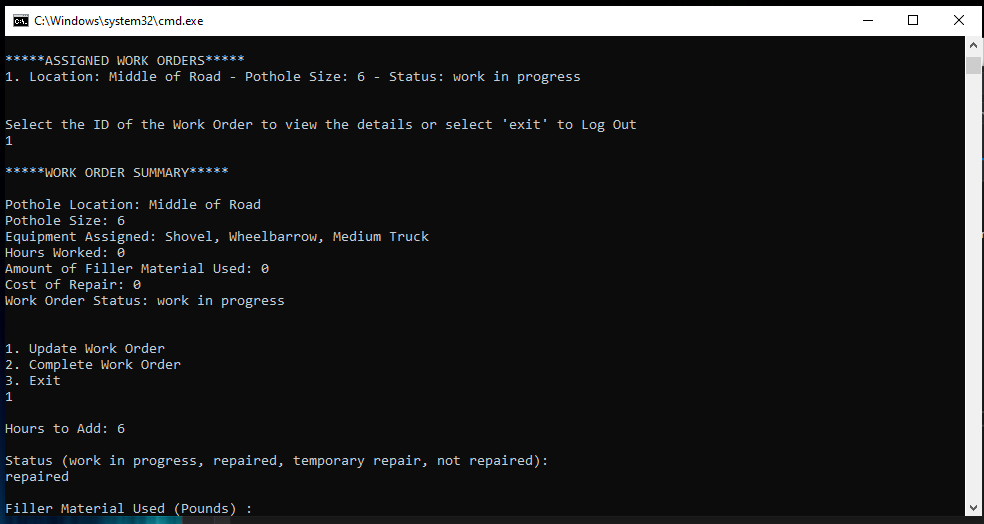 C:\Windows\system32\cmd.exe
*****ASSIGNED WORK ORDERS*****
1. Location: Middle of Road - Pothole Size: 6 - Status: work in progress
Select the ID of the Work Order to view the details or select 'exit' to Log Out
1
*****WORK ORDER SUMMARY*****
Pothole Location: Middle of Road
Pothole Size: 6
Equipment Assigned: Shovel, Wheelbarrow, Medium Truck
Hours Worked: 0
Amount of Filler Material Used: 0
Cost of Repair: 0
Work Order Status: work in progress
1. Update Work Order
2. Complete Work Order
3. Exit
1
Hours to Add: 6
Status (work in progress, repaired, temporary repair, not repaired):
repaired
Filler Material Used (Pounds) :